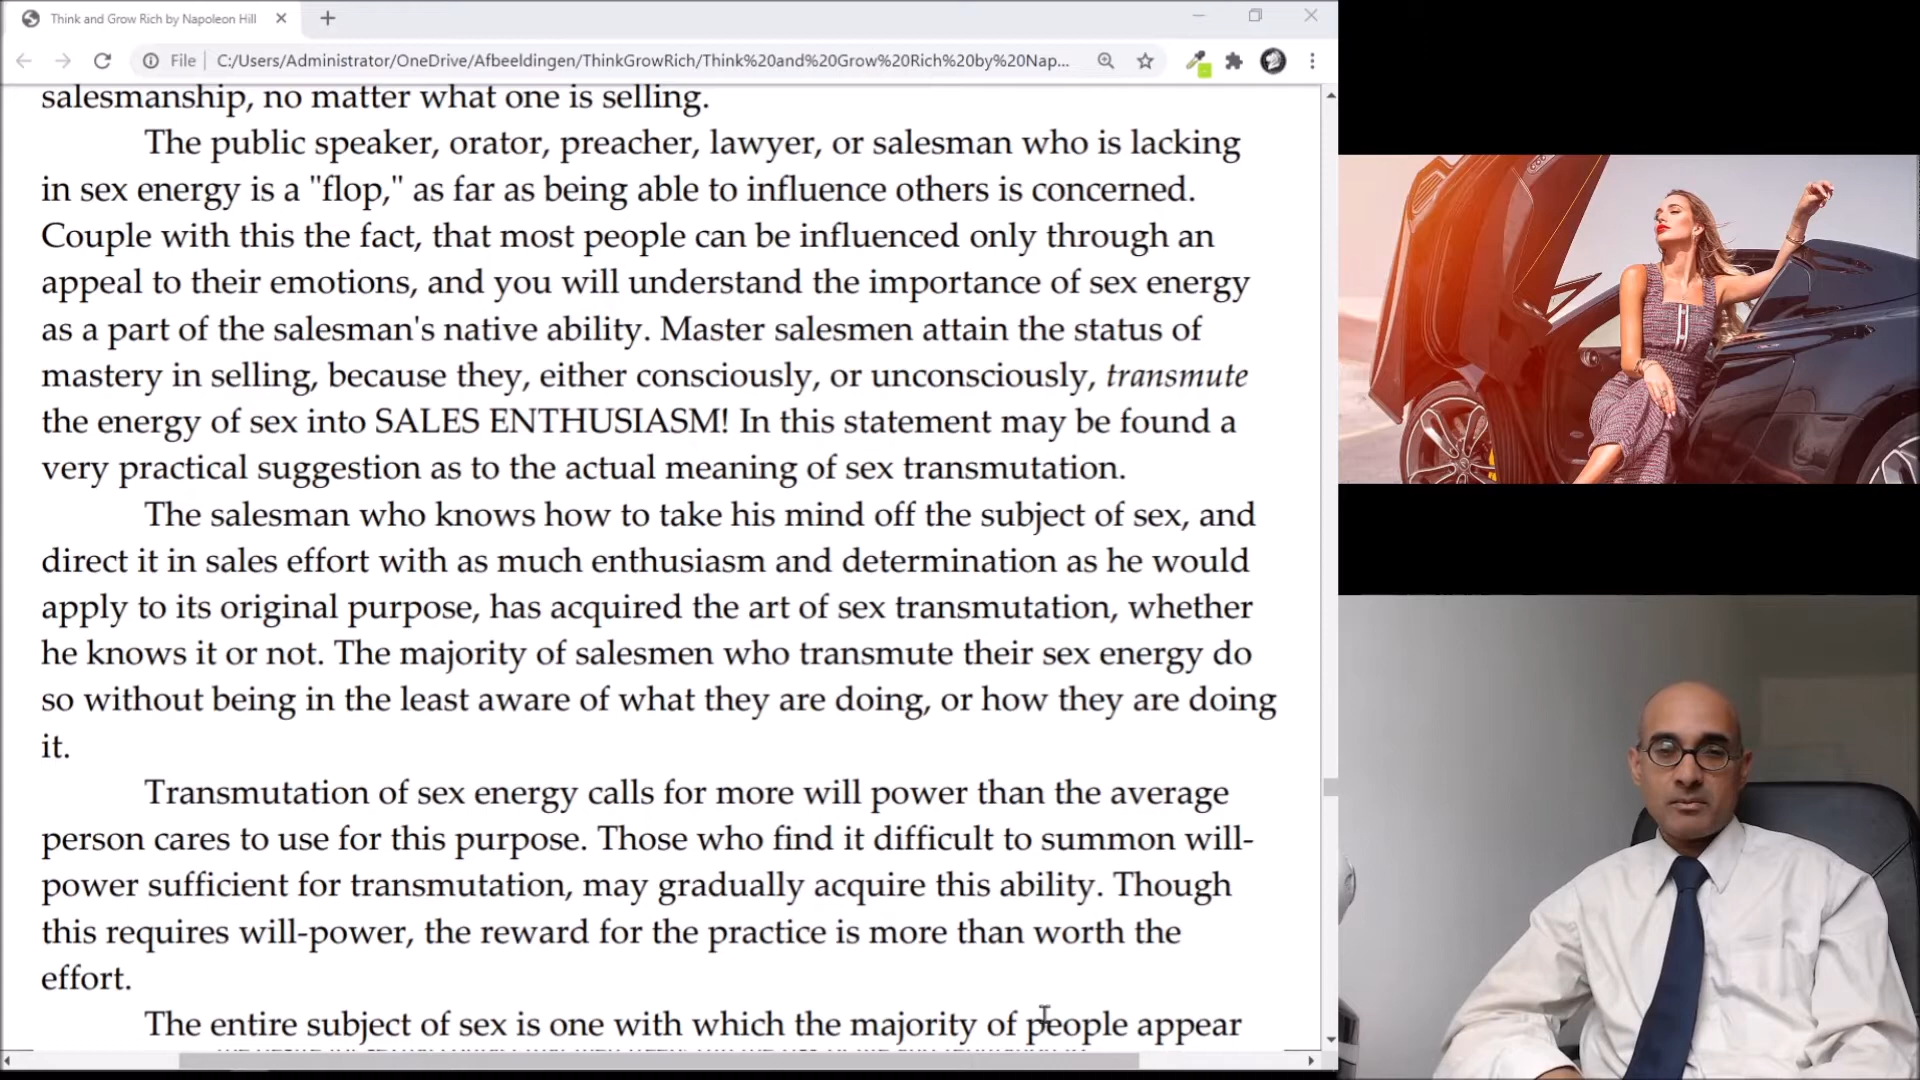 Think and Grow Rich by Napoleon Hill
File
C:/Users/Administrator/OneDrive/Afbeeldingen/ThinkGrowRich/Think%20and%20Grow%20Rich%20by%20Nap...
salesmanship, no matter what one is selling.
The public speaker, orator, preacher, lawyer, or salesman who is lacking
in sex energy is a "flop," as far as being able to influence others is concerned.
Couple with this the fact, that most people can be influenced only through an
appeal to their emotions, and you will understand the importance of sex energy
as a part of the salesman's native ability. Master salesmen attain the status of
mastery in selling, because they, either consciously, or unconsciously, transmute
the energy of sex into SALES ENTHUSIASM! In this statement may be found a
very practical suggestion as to the actual meaning of sex transmutation.
The salesman who knows how to take his mind off the subject of sex, and
direct it in sales effort with as much enthusiasm and determination as he would
apply to its original purpose, has acquired the art of sex transmutation, whether
he knows it or not. The majority of salesmen who transmute their sex energy do
so without being in the least aware of what they are doing, or how they are doing
it.
Transmutation of sex energy calls for more will power than the average
person cares to use for this purpose. Those who find it difficult to summon will-
power sufficient for transmutation, may gradually acquire this ability. Though
this requires will-power, the reward for the practice is more than worth the
effort.
The entire subject of sex is one with which the majority of people appear